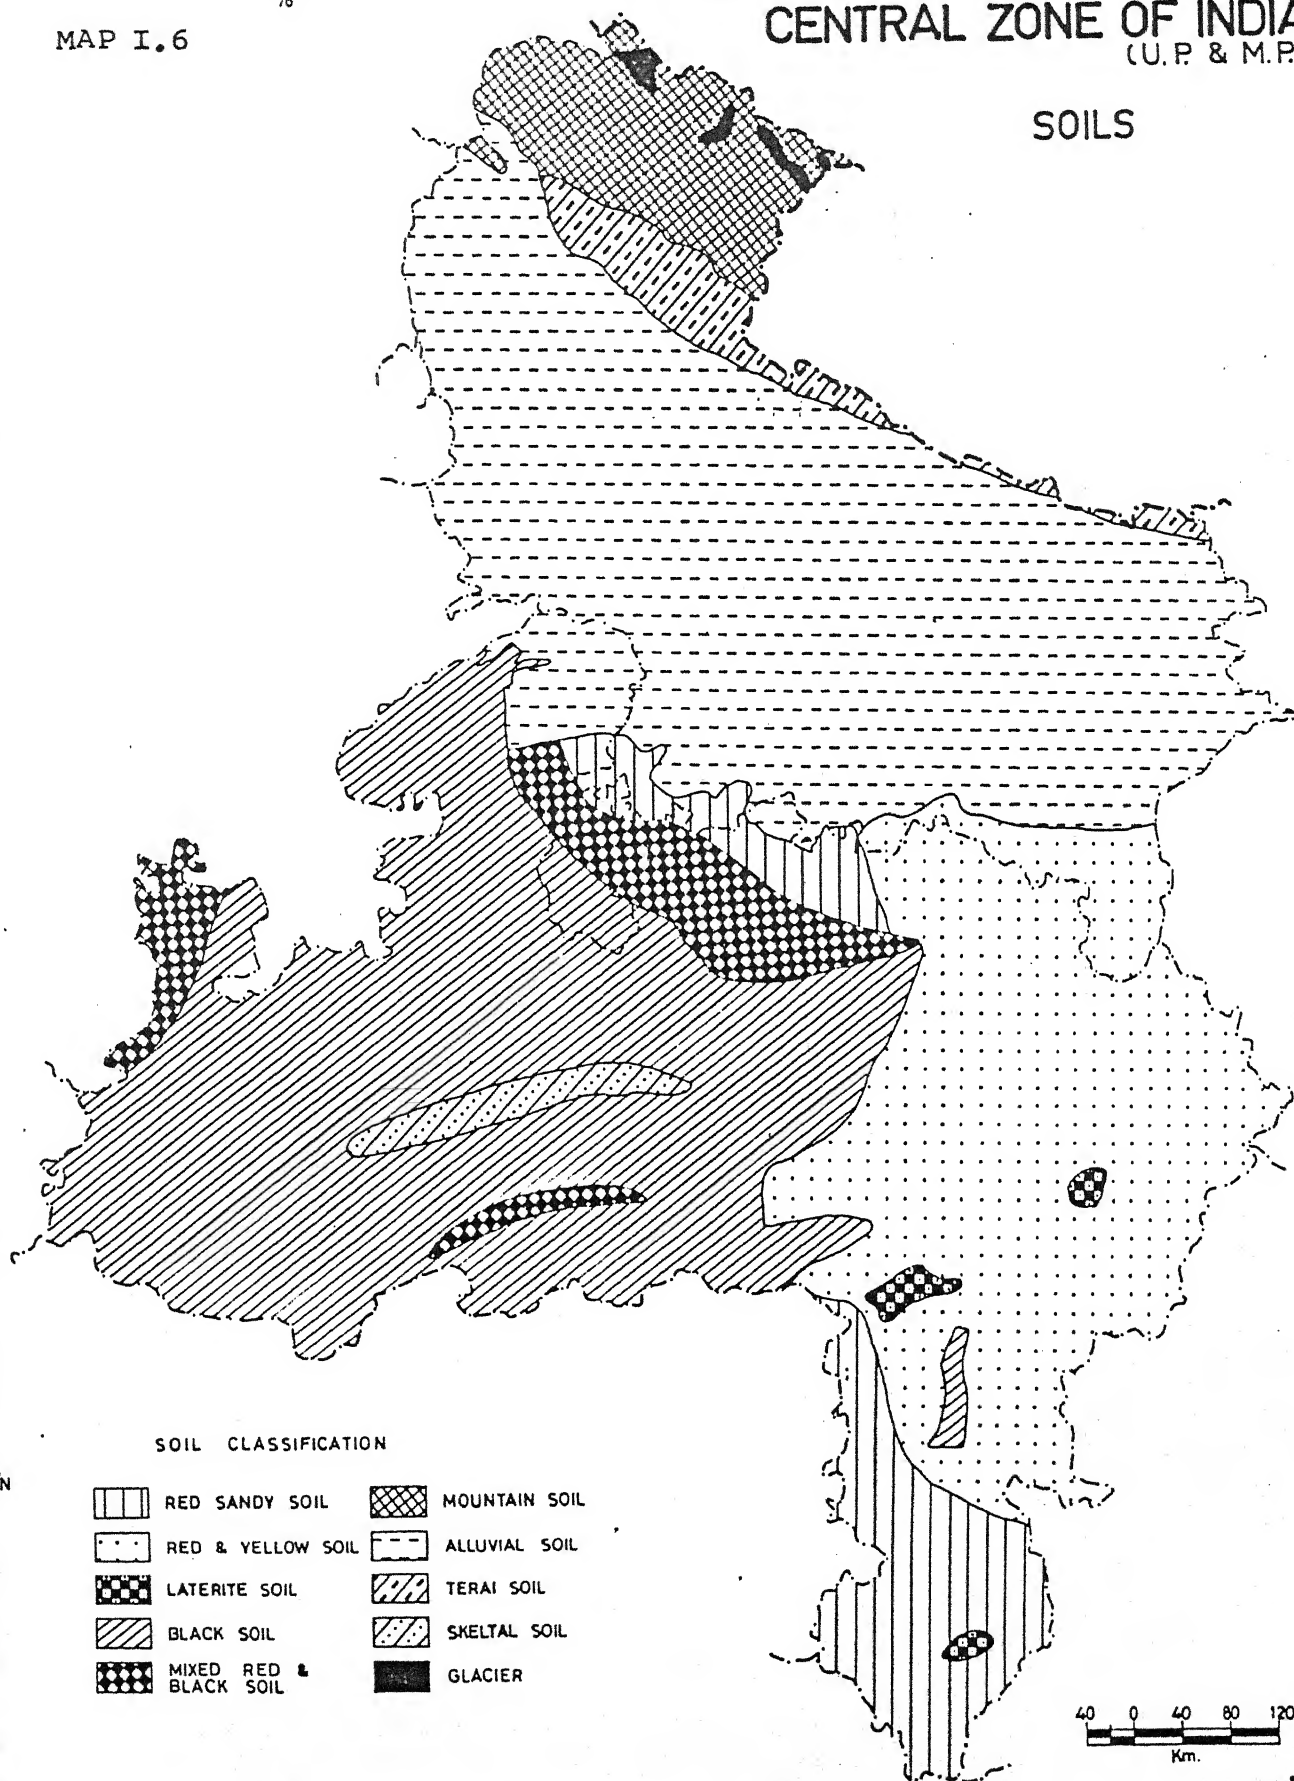 76
MAP I.6
CENTRAL ZONE OF INDIA
(U.P. & M.P.
SOILS
SOIL CLASSIFICATION
N
RED SANDY SOIL
MOUNTAIN SOIL
RED & YELLOW SOIL
ALLUVIAL SOIL
LATERITE SOIL
TERAI SOIL
BLACK SOIL
SKELTAL SOIL
MIXED RED &
BLACK SOIL
GLACIER
40 0 40 80 120
Km.